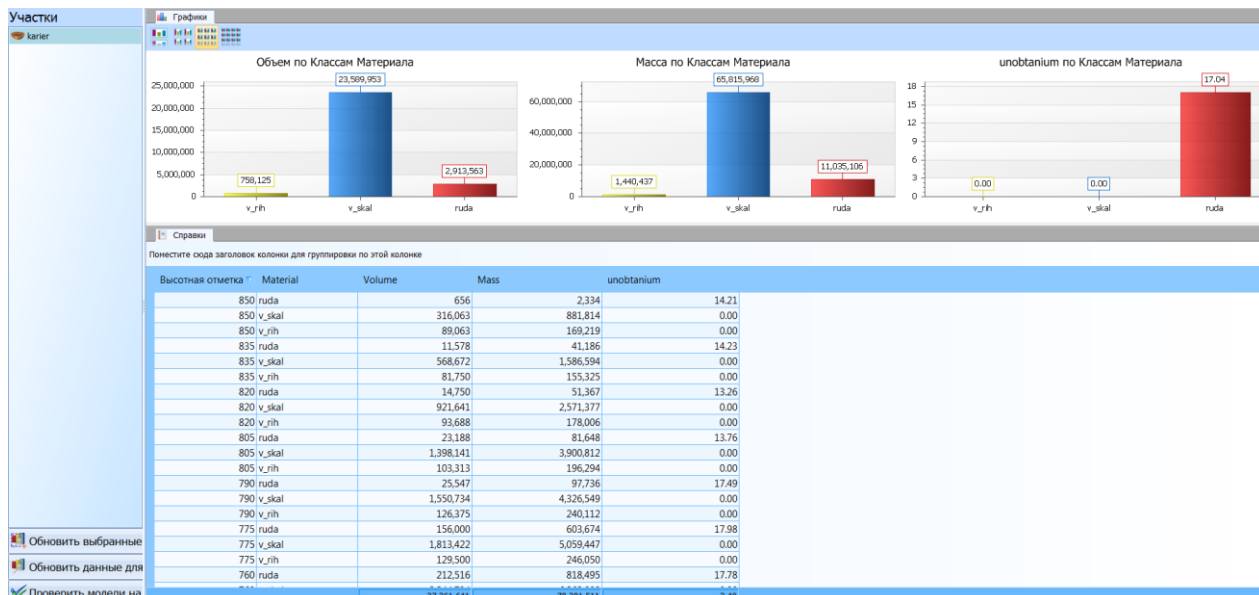 Участки
karier
Обновить выбранные
Обновить данные для
Проверить модели на
Графики
Объем по Классам Материала
25,000,000
20,000,000
15,000,000
10,000,000
5,000,000
0
758,125
23,589,953
2,913,563
v_rih v_skal ruda
Масса по Классам Материала
60,000,000
40,000,000
20,000,000
0
1,440,437
65,815,968
11,035,106
v_rih v_skal ruda
unobtanium по Классам Материала
18
15
12
9
6
3
0
0.00
0.00
17.04
v_rih v_skal ruda
Справки
Поместите сюда заголовок колонки для группировки по этой колонке
Высотная отметка Material Volume Mass unobtanium
850 ruda 656 2,334 14.21
850 v_skal 316,063 881,814 0.00
850 v_rih 89,063 169,219 0.00
835 ruda 11,578 41,186 14.23
835 v_skal 568,672 1,586,594 0.00
835 v_rih 81,750 155,325 0.00
820 ruda 14,750 51,367 13.26
820 v_skal 921,641 2,571,377 0.00
820 v_rih 93,688 178,006 0.00
805 ruda 23,188 81,648 13.76
805 v_skal 1,398,141 3,900,812 0.00
805 v_rih 103,313 196,294 0.00
790 ruda 25,547 97,736 17.49
790 v_skal 1,550,734 4,326,549 0.00
790 v_rih 126,375 240,112 0.00
775 ruda 156,000 603,674 17.98
775 v_skal 1,813,422 5,059,447 0.00
775 v_rih 129,500 246,050 0.00
760 ruda 212,516 818,495 17.78